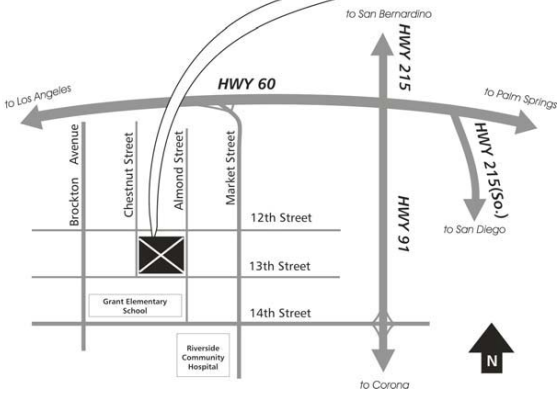 to San Bernardino
HWY 215
to Los Angeles
HWY 60
to Palm Springs
HWY 215(So.)
to San Diego
Brockton Avenue
Chestnut Street
Almond Street
Market Street
12th Street
HWY 91
13th Street
Grant Elementary
School
14th Street
Riverside
Community
Hospital
N
to Corona